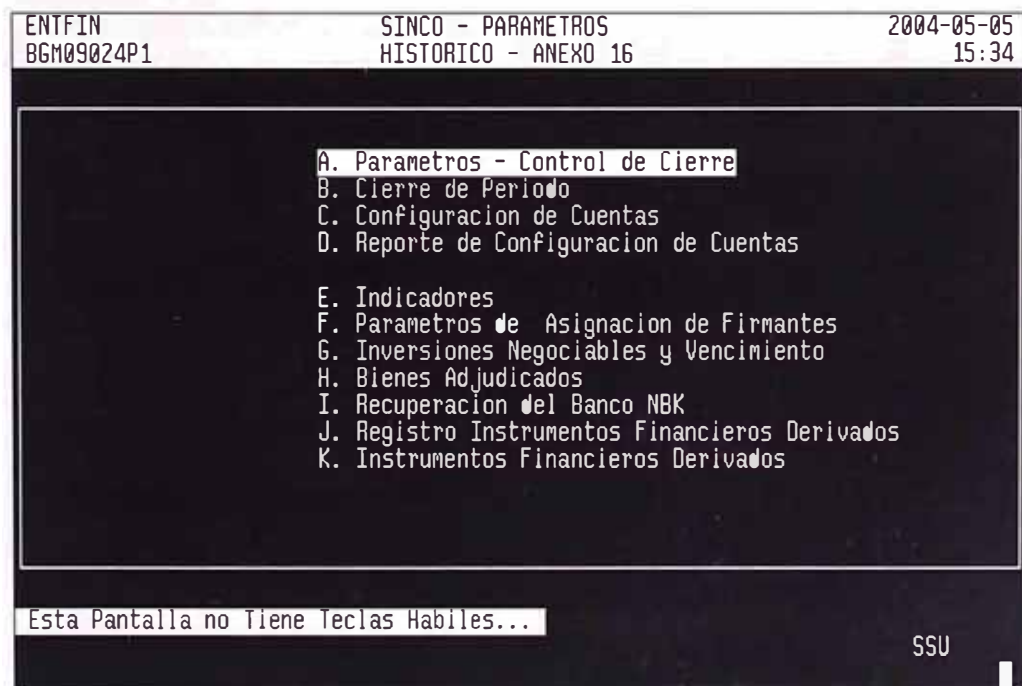 ENTFIN SINCO - PARAMETROS 2004-05-05
BGM09024P1 HISTORICO - ANEXO 16 15:34
A. Parametros - Control de Cierre
B. Cierre de Periodo
C. Configuracion de Cuentas
D. Reporte de Configuracion de Cuentas
E. Indicadores
F. Parametros de Asignacion de Firmantes
G. Inversiones Negociables y Vencimiento
H. Bienes Adjudicados
I. Recuperacion del Banco NBK
J. Registro Instrumentos Financieros Derivados
K. Instrumentos Financieros Derivados
Esta Pantalla no Tiene Teclas Habiles...
SSU